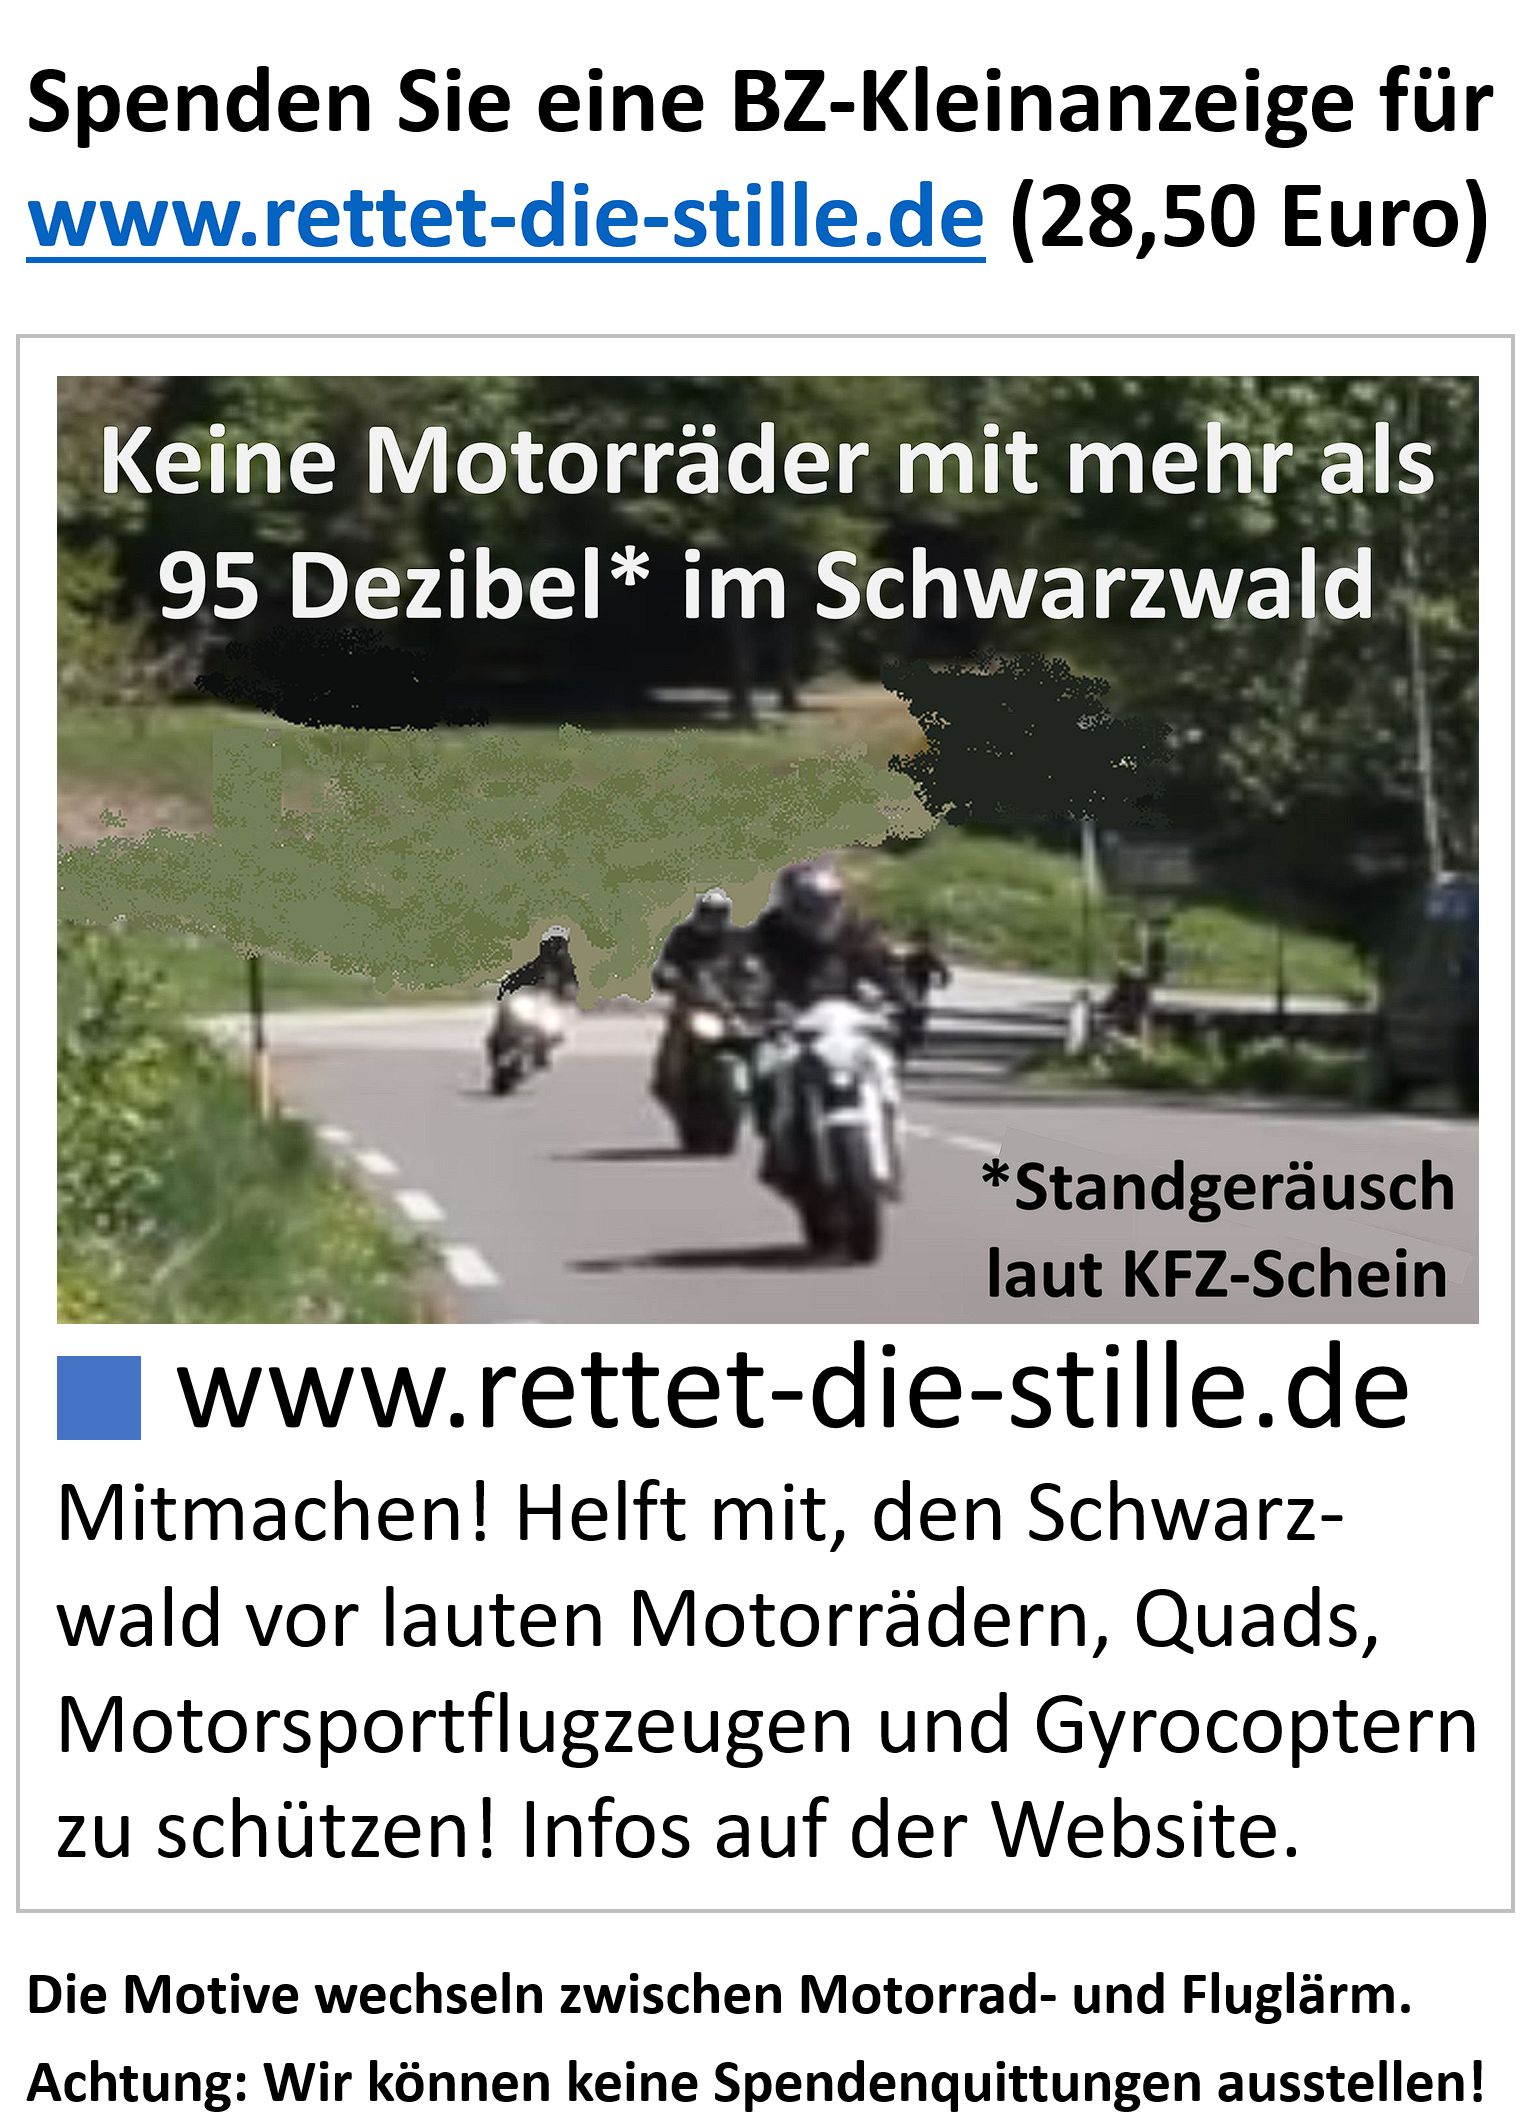 Spenden Sie eine BZ-Kleinanzeige für
www.rettet-die-stille.de (28,50 Euro)
Keine Motorräder mit mehr als
95 Dezibel* im Schwarzwald
*Standgeräusch
laut KFZ-Schein
www.rettet-die-stille.de
Mitmachen! Helft mit, den Schwarz-
wald vor lauten Motorrädern, Quads,
Motorsportflugzeugen und Gyrocoptern
zu schützen! Infos auf der Website.
Die Motive wechseln zwischen Motorrad- und Fluglärm.
Achtung: Wir können keine Spendenquittungen ausstellen!